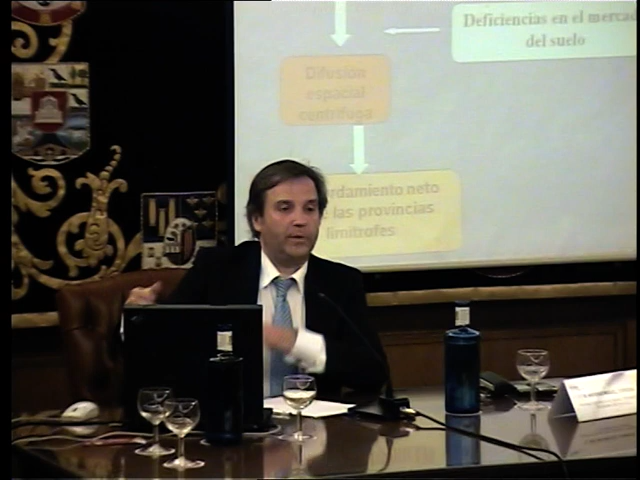 Deficiencias en el mercado
del suelo
Difusión
espacial
centrífuga
rdamiento neto
e las provincias
limítrofes